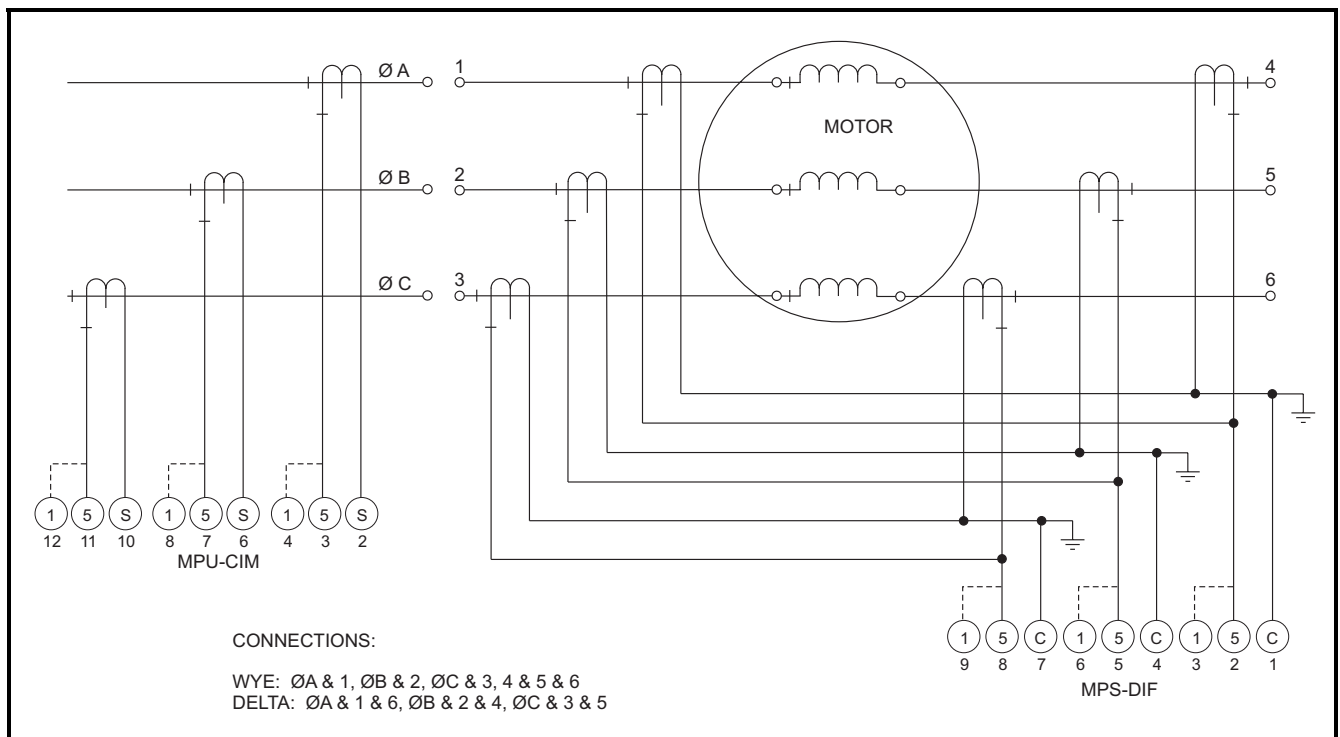 Ø A 1 4
MOTOR
Ø B 2 5
Ø C 3 6
1 5 S 1 5 S 1 5 S
12 11 10 8 7 6 4 3 2
MPU-CIM
1 5 C 1 5 C 1 5 C
9 8 7 6 5 4 3 2 1
MPS-DIF
CONNECTIONS:
WYE: ØA & 1, ØB & 2, ØC & 3, 4 & 5 & 6
DELTA: ØA & 1 & 6, ØB & 2 & 4, ØC & 3 & 5